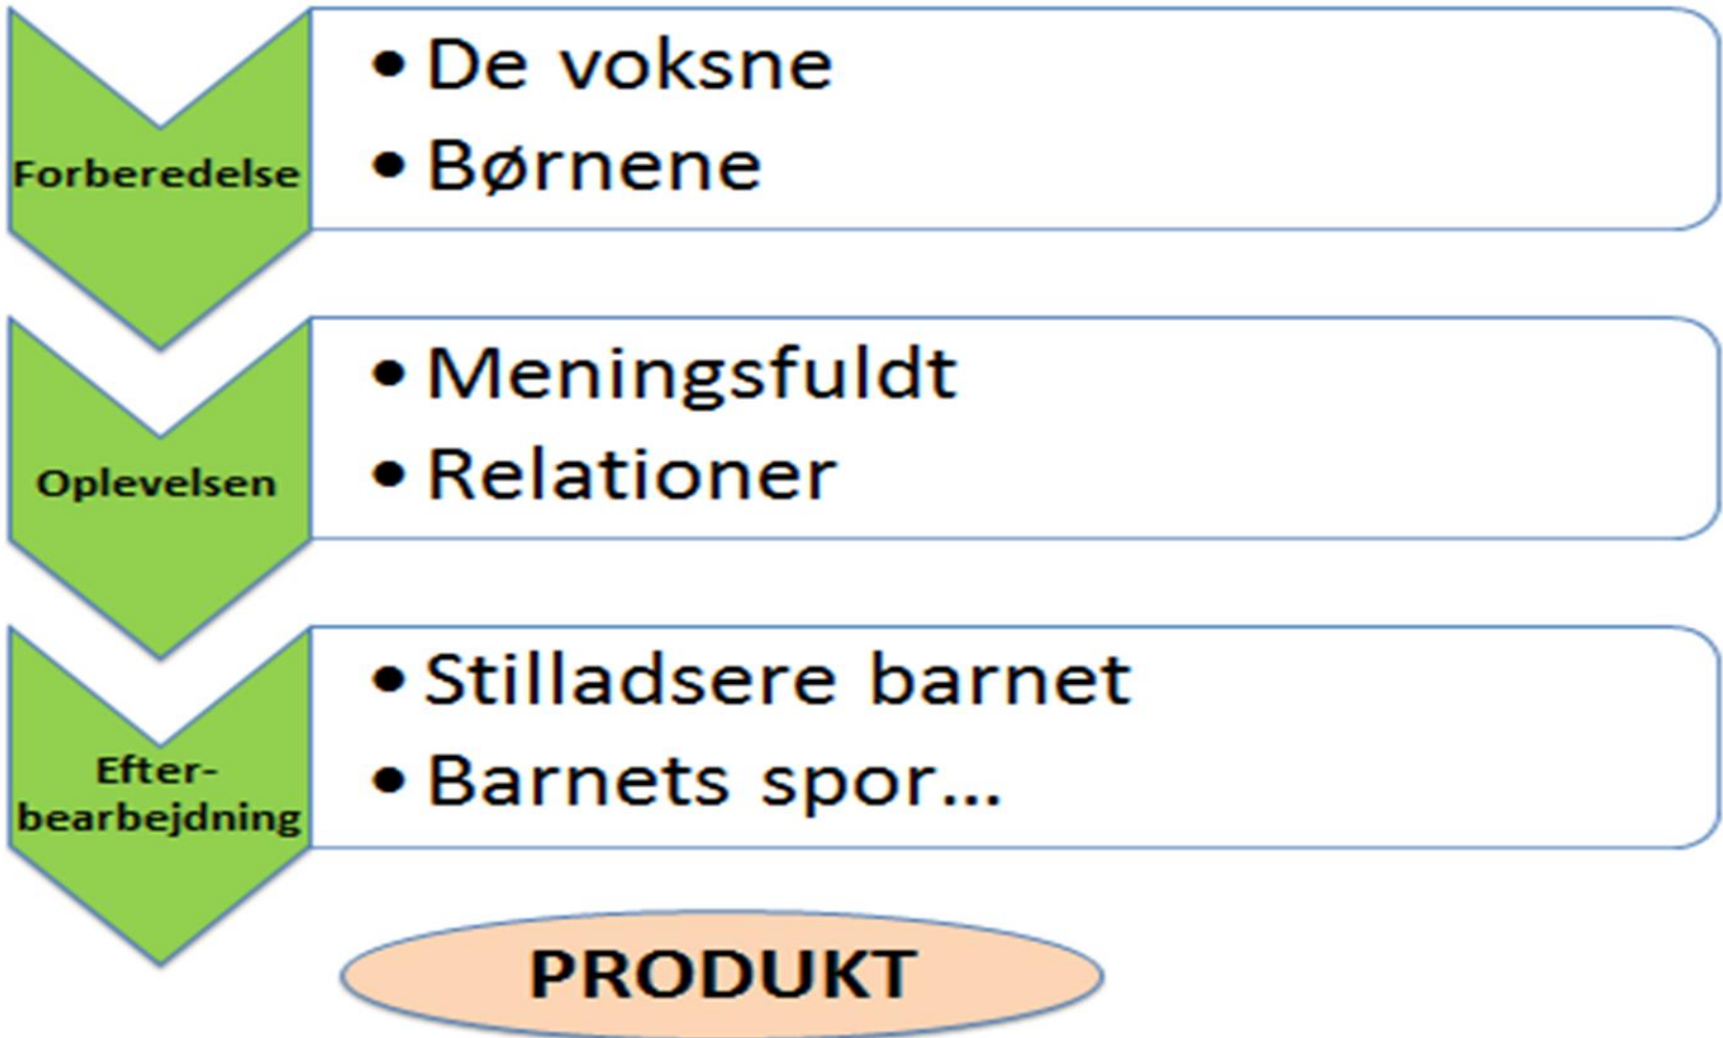 Forberedelse
• De voksne
• Børnene
Oplevelsen
• Meningsfuldt
• Relationer
Efter-
bearbejdning
• Stilladsere barnet
• Barnets spor...
PRODUKT